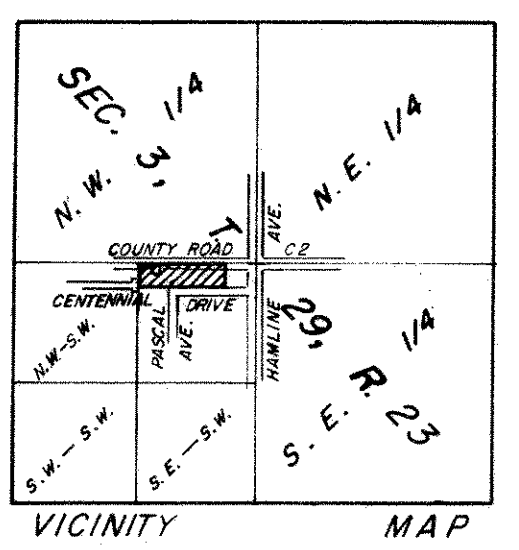 SEC. 3, T. 29, R. 23
N.W. 1/4
N.E. 1/4
COUNTY ROAD C2
HAMLINE AVE.
CENTENNIAL DRIVE
PASCAL AVE.
N.W.-S.W.
S.W.-S.W.
S.E.-S.W.
S.E. 1/4
VICINITY MAP